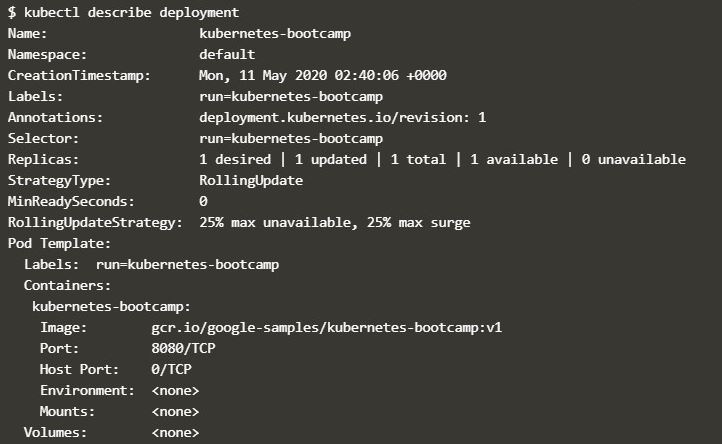 $ kubectl describe deployment
Name:                   kubernetes-bootcamp
Namespace:              default
CreationTimestamp:      Mon, 11 May 2020 02:40:06 +0000
Labels:                 run=kubernetes-bootcamp
Annotations:            deployment.kubernetes.io/revision: 1
Selector:               run=kubernetes-bootcamp
Replicas:               1 desired | 1 updated | 1 total | 1 available | 0 unavailable
StrategyType:           RollingUpdate
MinReadySeconds:        0
RollingUpdateStrategy:  25% max unavailable, 25% max surge
Pod Template:
  Labels:  run=kubernetes-bootcamp
  Containers:
   kubernetes-bootcamp:
    Image:        gcr.io/google-samples/kubernetes-bootcamp:v1
    Port:         8080/TCP
    Host Port:    0/TCP
    Environment:  <none>
    Mounts:       <none>
  Volumes:        <none>